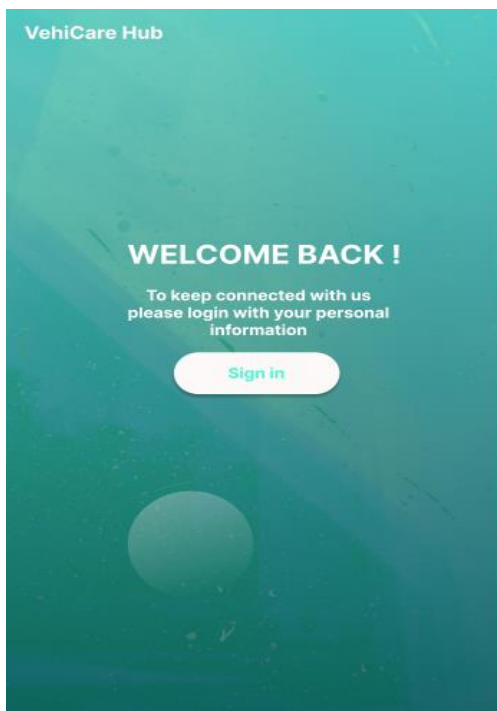 VehiCare Hub
WELCOME BACK !
To keep connected with us
please login with your personal
information
Sign in